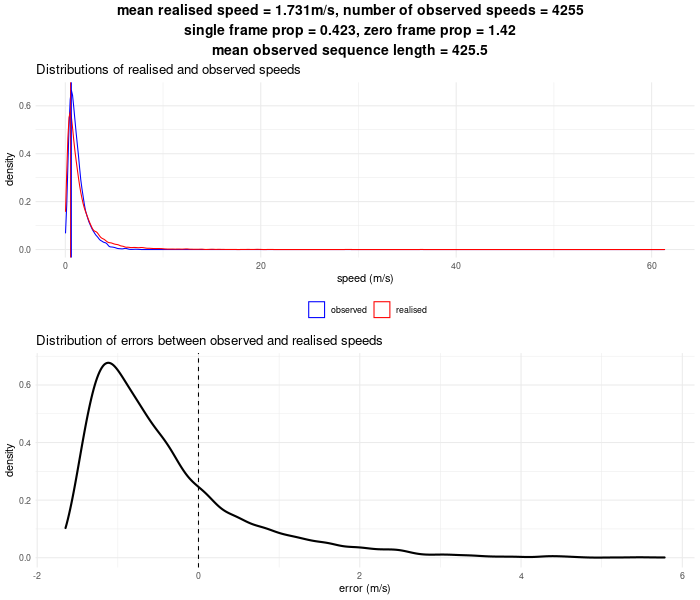 mean realised speed = 1.731m/s, number of observed speeds = 4255
single frame prop = 0.423, zero frame prop = 1.42
mean observed sequence length = 425.5
Distributions of realised and observed speeds
0.6
0.4
0.2
0.0
density
0 20 40 60
speed (m/s)
observed realised
Distribution of errors between observed and realised speeds
0.6
0.4
0.2
0.0
density
-2 0 2 4 6
error (m/s)